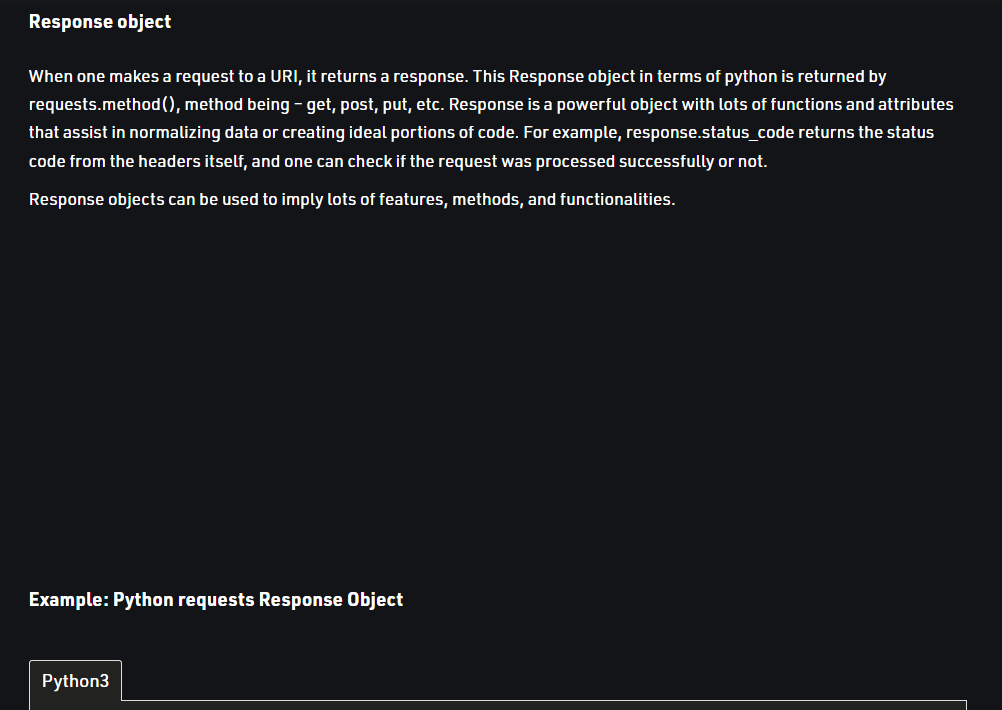 Response object
When one makes a request to a URI, it returns a response. This Response object in terms of python is returned by
requests.method(), method being – get, post, put, etc. Response is a powerful object with lots of functions and attributes
that assist in normalizing data or creating ideal portions of code. For example, response.status_code returns the status
code from the headers itself, and one can check if the request was processed successfully or not.
Response objects can be used to imply lots of features, methods, and functionalities.
Example: Python requests Response Object
Python3